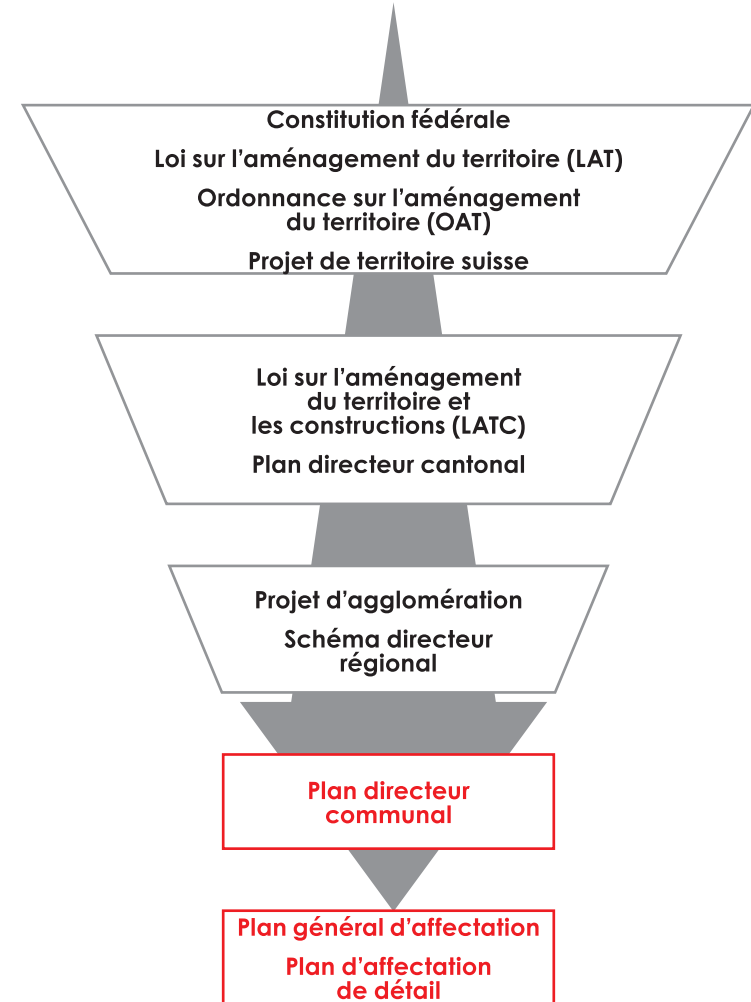 Constitution fédérale
Loi sur l’aménagement du territoire (LAT)
Ordonnance sur l’aménagement
du territoire (OAT)
Projet de territoire suisse
Loi sur l’aménagement
du territoire et
les constructions (LATC)
Plan directeur cantonal
Projet d’agglomération
Schéma directeur
régional
Plan directeur
communal
Plan général d’affectation
Plan d’affectation
de détail